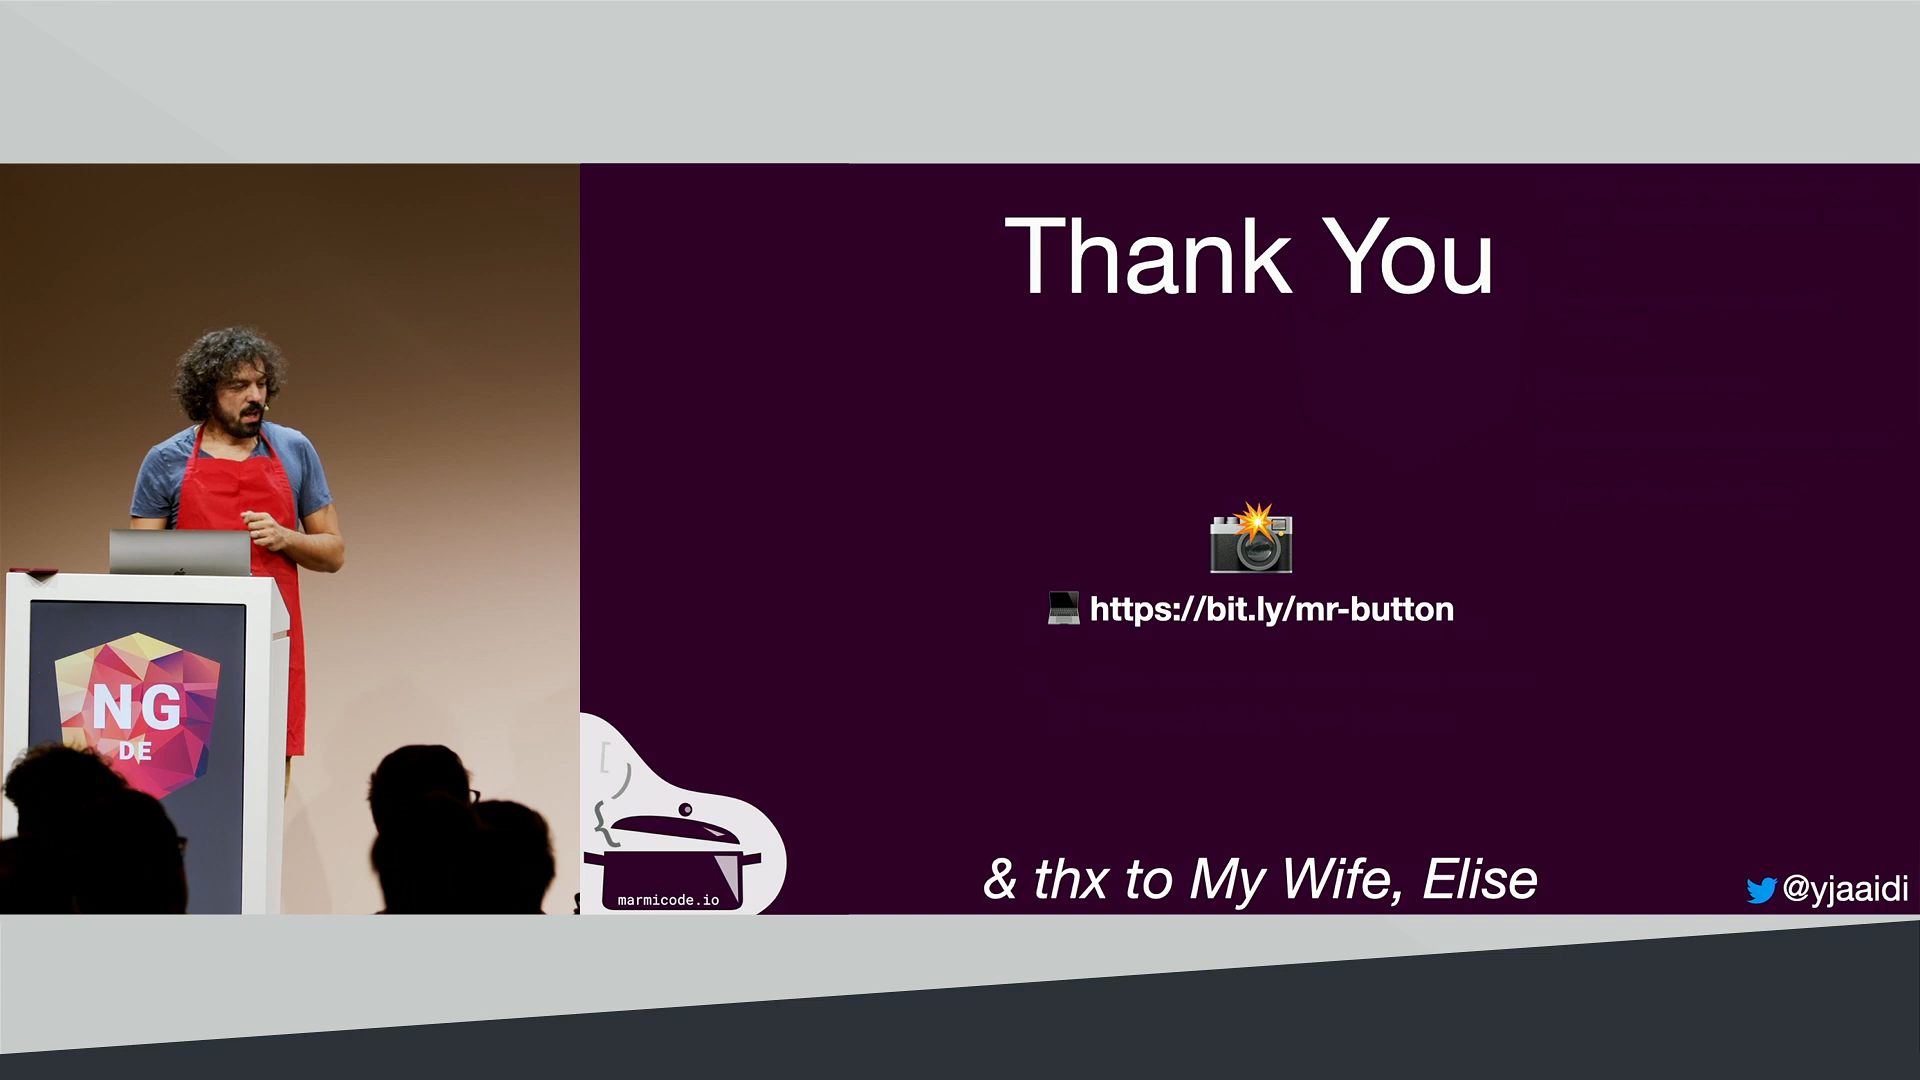 Thank You
https://bit.ly/mr-button
& thx to My Wife, Elise
@yjaaidi
marmicode.io
[
)
{
NG
DE